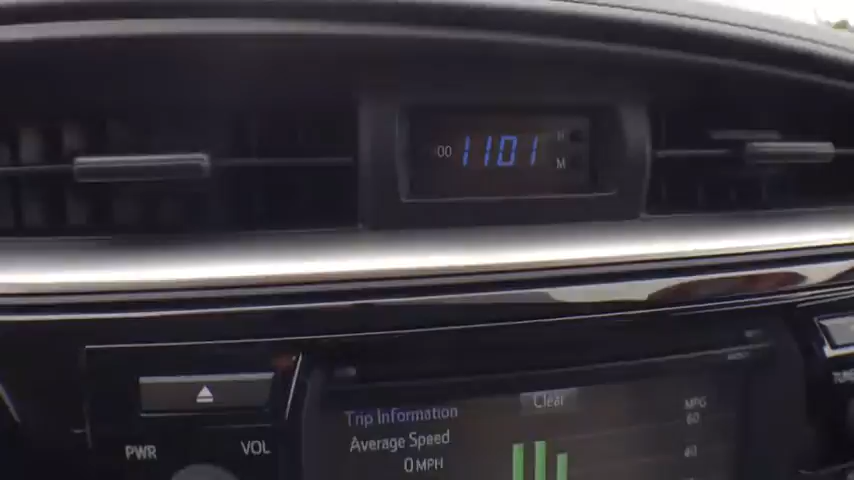 :00 1101 H
M
PWR VOL
Trip Information Clear MPG
Average Speed 60
0 MPH 40